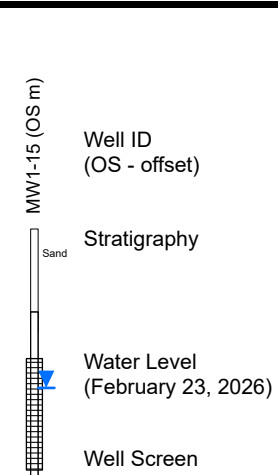 MW1-15 (OS m)
Well ID
(OS - offset)
Stratigraphy
Sand
Water Level
(February 23, 2026)
Well Screen